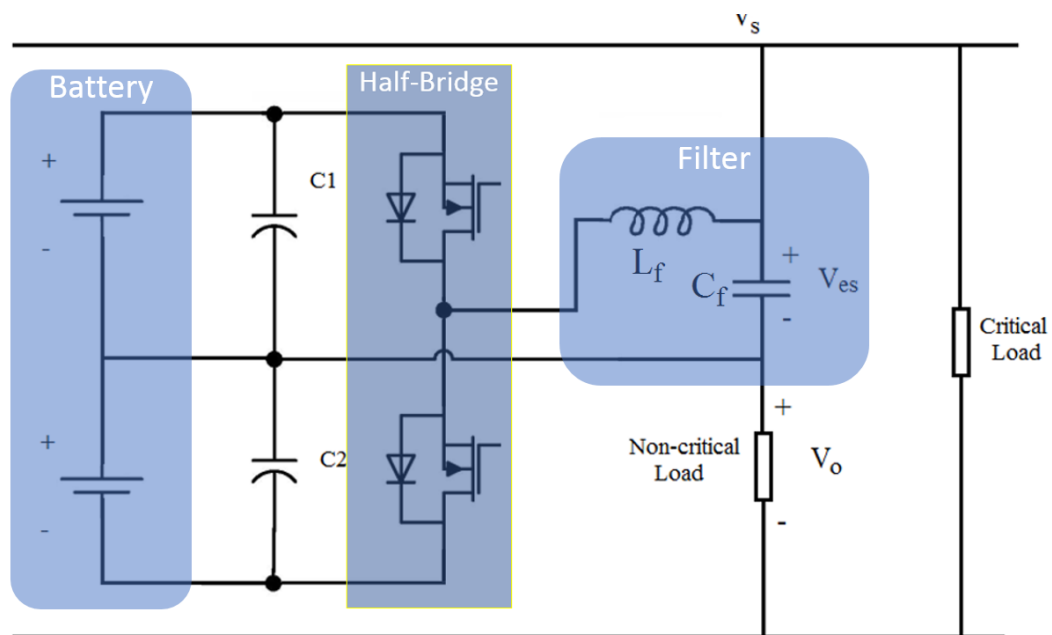 Vs
Battery
Half-Bridge
Filter
+
C1
-
Lf
Cf
+
Ves
-
Critical
Load
+
C2
-
+
Non-critical
Load
Vo
-